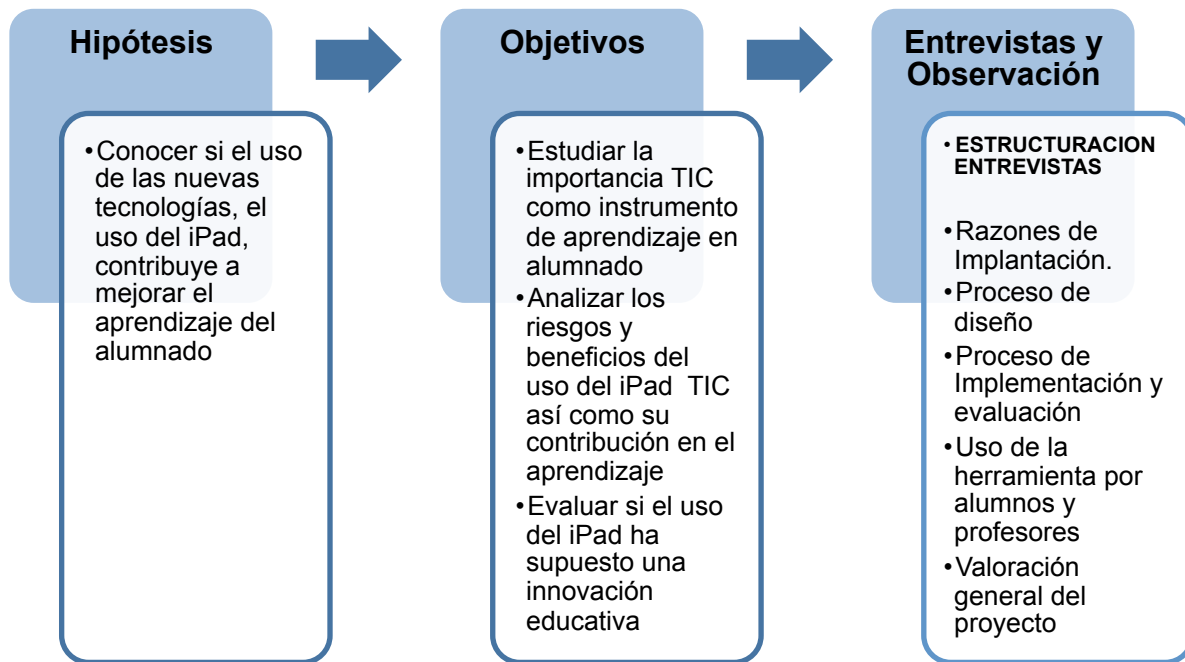 Hipótesis
•Conocer si el uso
de las nuevas
tecnologías, el
uso del iPad,
contribuye a
mejorar el
aprendizaje del
alumnado
Objetivos
•Estudiar la
importancia TIC
como instrumento
de aprendizaje en
alumnado
•Analizar los
riesgos y
beneficios del
uso del iPad TIC
así como su
contribución en el
aprendizaje
•Evaluar si el uso
del iPad ha
supuesto una
innovación
educativa
Entrevistas y
Observación
• ESTRUCTURACION
ENTREVISTAS
•Razones de
Implantación.
•Proceso de
diseño
•Proceso de
Implementación y
evaluación
•Uso de la
herramienta por
alumnos y
profesores
•Valoración
general del
proyecto